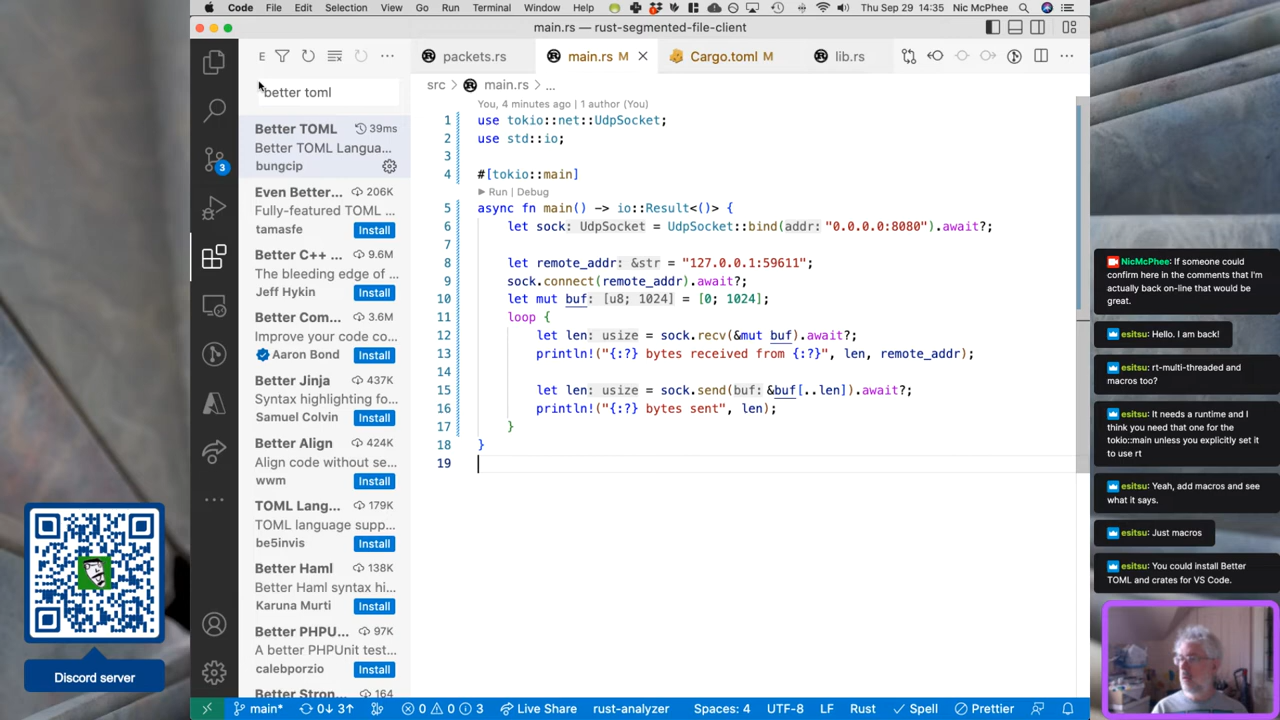 Code File Edit Selection View Go Run Terminal Window Help Thu Sep 29 14:35 Nic McPhee
main.rs — rust-segmented-file-client
E
better toml
Better TOML 39ms
Better TOML Langua...
bungcip
Even Better... 206K
Fully-featured TOML ...
tamasfe Install
Better C++ ... 9.6M
The bleeding edge of ...
Jeff Hykin Install
Better Com... 3.6M
Improve your code co...
Aaron Bond Install
Better Jinja 437K
Syntax highlighting fo...
Samuel Colvin Install
Better Align 424K
Align code without se...
wwm Install
TOML Lang... 179K
TOML language supp...
be5invis Install
Better Haml 138K
Better Haml syntax hi...
Karuna Murti Install
Better PHPU... 97K
A better PHPUnit test...
calebporzio Install
Better Stron... 164
3
packets.rs main.rs M Cargo.toml M lib.rs
src > main.rs > ...
You, 4 minutes ago | 1 author (You)
1 use tokio::net::UdpSocket;
2 use std::io;
3
4 #[tokio::main]
Run | Debug
5 async fn main() -> io::Result<()> {
6 let sock: UdpSocket = UdpSocket::bind(addr: "0.0.0.0:8080").await?;
7
8 let remote_addr: &str = "127.0.0.1:59611";
9 sock.connect(remote_addr).await?;
10 let mut buf: [u8; 1024] = [0; 1024];
11 loop {
12 let len: usize = sock.recv(&mut buf).await?;
13 println!("{:?} bytes received from {:?}", len, remote_addr);
14
15 let len: usize = sock.send(buf: &buf[..len]).await?;
16 println!("{:?} bytes sent", len);
17 }
18 }
19
main* 0↓ 3↑ 0 0 3 Live Share rust-analyzer Spaces: 4 UTF-8 LF Rust Spell Prettier
NicMcPhee: If someone could
confirm here in the comments that I'm
actually back on-line that would be
great.
esitsu: Hello. I am back!
esitsu: rt-multi-threaded and
macros too?
esitsu: It needs a runtime and I
think you need that one for the
tokio::main unless you explicitly set it
to use rt
esitsu: Yeah, add macros and see
what it says.
esitsu: Just macros
esitsu: You could install Better
TOML and crates for VS Code.
Discord server